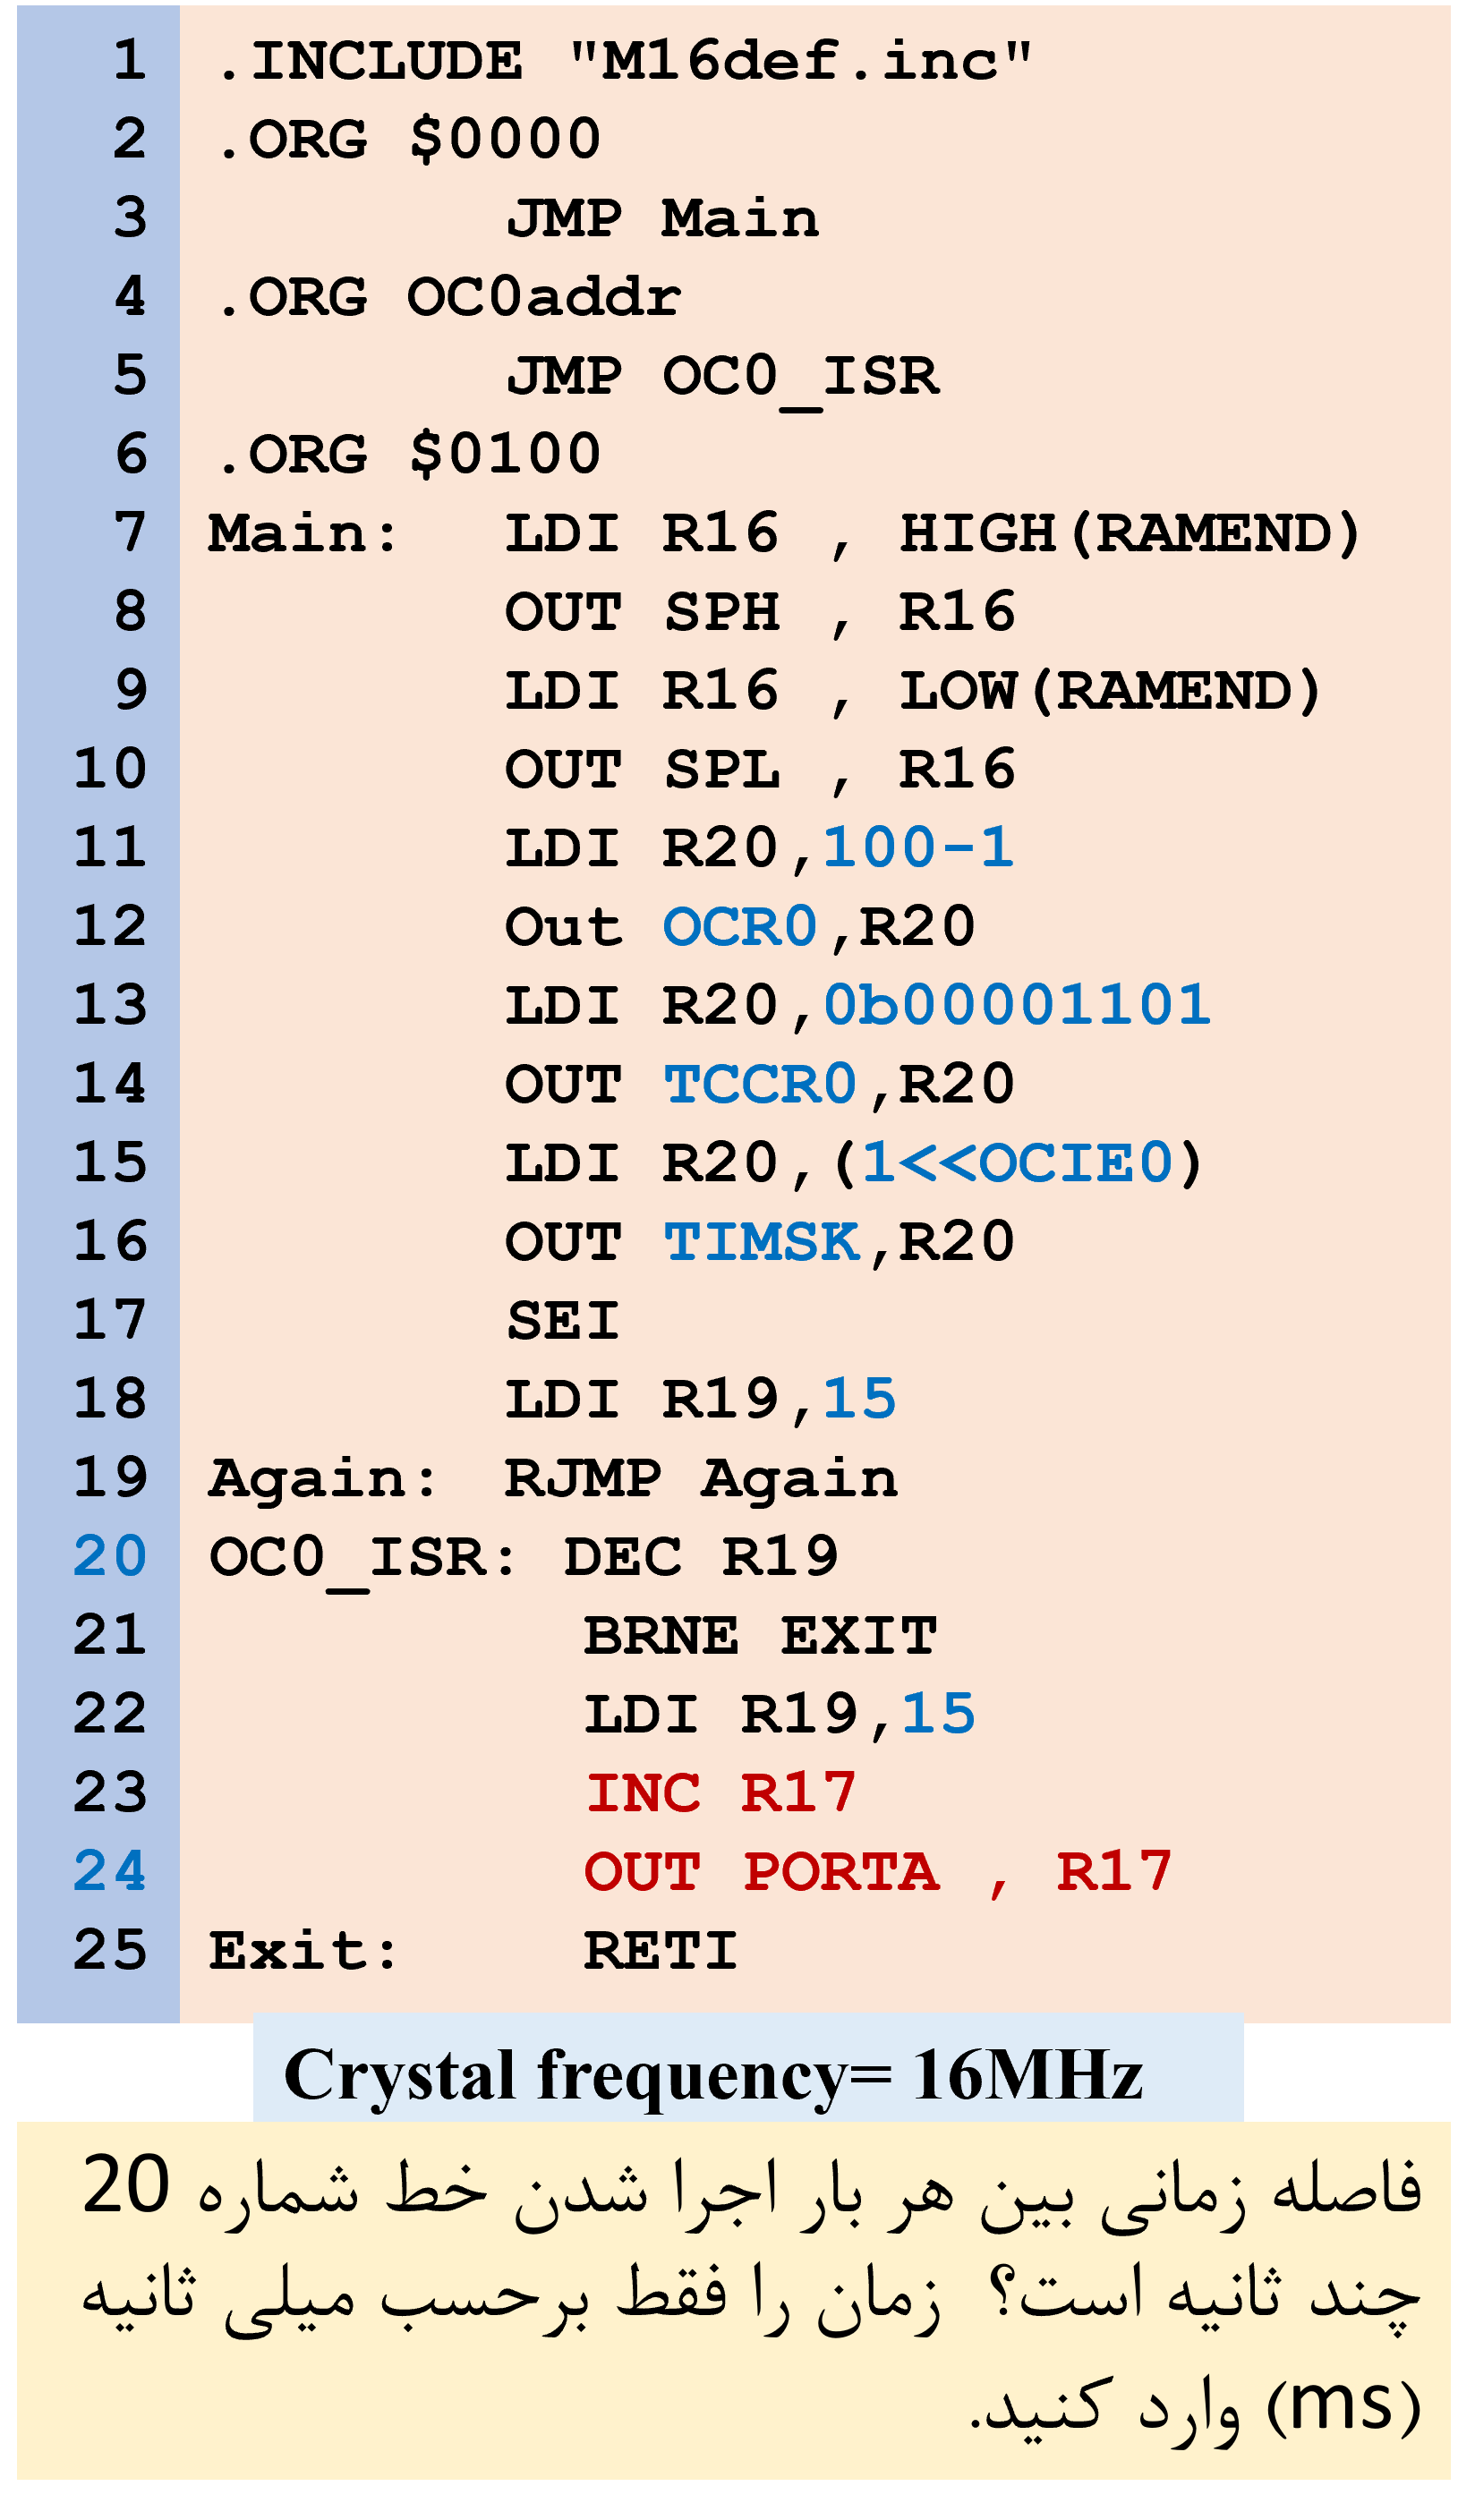 1 .INCLUDE "M16def.inc"
2 .ORG $0000
3 JMP Main
4 .ORG OC0addr
5 JMP OC0_ISR
6 .ORG $0100
7 Main: LDI R16 , HIGH(RAMEND)
8 OUT SPH , R16
9 LDI R16 , LOW(RAMEND)
10 OUT SPL , R16
11 LDI R20,100-1
12 Out OCR0,R20
13 LDI R20,0b00001101
14 OUT TCCR0,R20
15 LDI R20,(1<<OCIE0)
16 OUT TIMSK,R20
17 SEI
18 LDI R19,15
19 Again: RJMP Again
20 OC0_ISR: DEC R19
21 BRNE EXIT
22 LDI R19,15
23 INC R17
24 OUT PORTA , R17
25 Exit: RETI
Crystal frequency= 16MHz
فاصله زمانی بین هر بار اجرا شدن خط شماره 20
چند ثانیه است؟ زمان را فقط برحسب میلی ثانیه
(ms) وارد کنید.